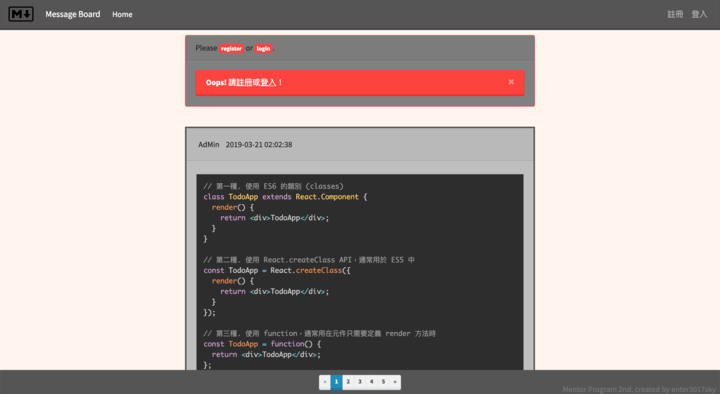 M Message Board Home 註冊 登入
Please register or login .
Oops! 請註冊或登入！ ×
AdMin 2019-03-21 02:02:38
// 第一種. 使用 ES6 的類別 (classes)
class TodoApp extends React.Component {
render() {
return <div>TodoApp</div>;
}
}
// 第二種. 使用 React.createClass API，通常用於 ES5 中
const TodoApp = React.createClass({
render() {
return <div>TodoApp</div>;
}
});
// 第三種. 使用 function，通常用在元件只需要定義 render 方法時
const TodoApp = function() {
return <div>TodoApp</div>;
};
« 1 2 3 4 5 »
Mentor Program 2nd, created by enter3017sky